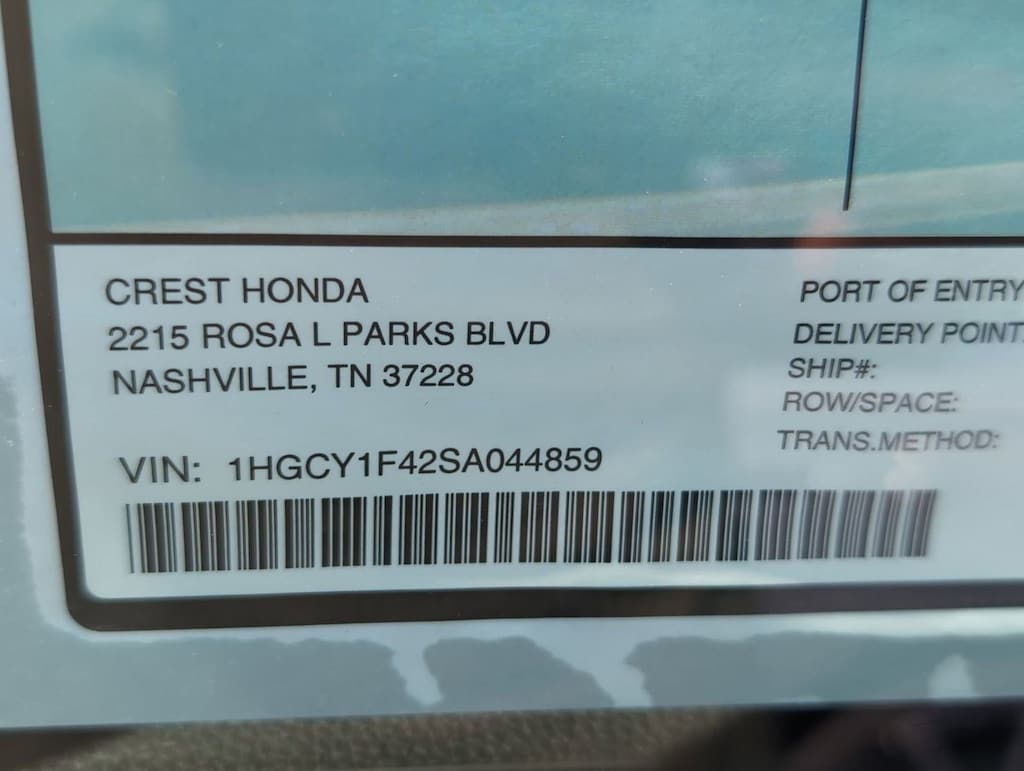 CREST HONDA
2215 ROSA L PARKS BLVD
NASHVILLE, TN 37228
VIN: 1HGCY1F42SA044859
PORT OF ENTRY
DELIVERY POINT
SHIP#:
ROW/SPACE:
TRANS.METHOD: